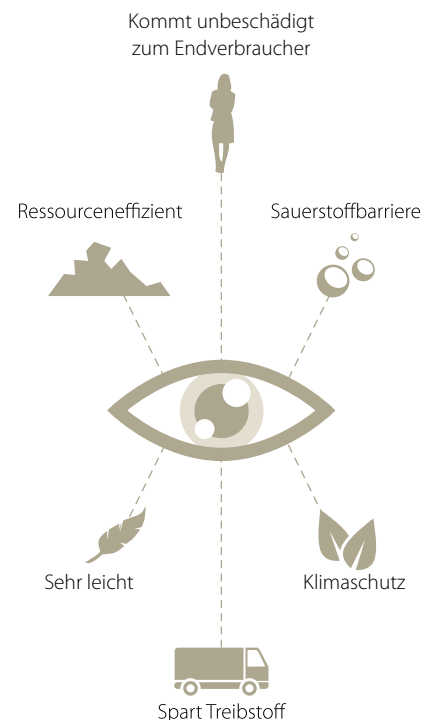 Kommt unbeschädigt
zum Endverbraucher
Ressourceneffizient
Sauerstoffbarriere
Sehr leicht
Klimaschutz
Spart Treibstoff